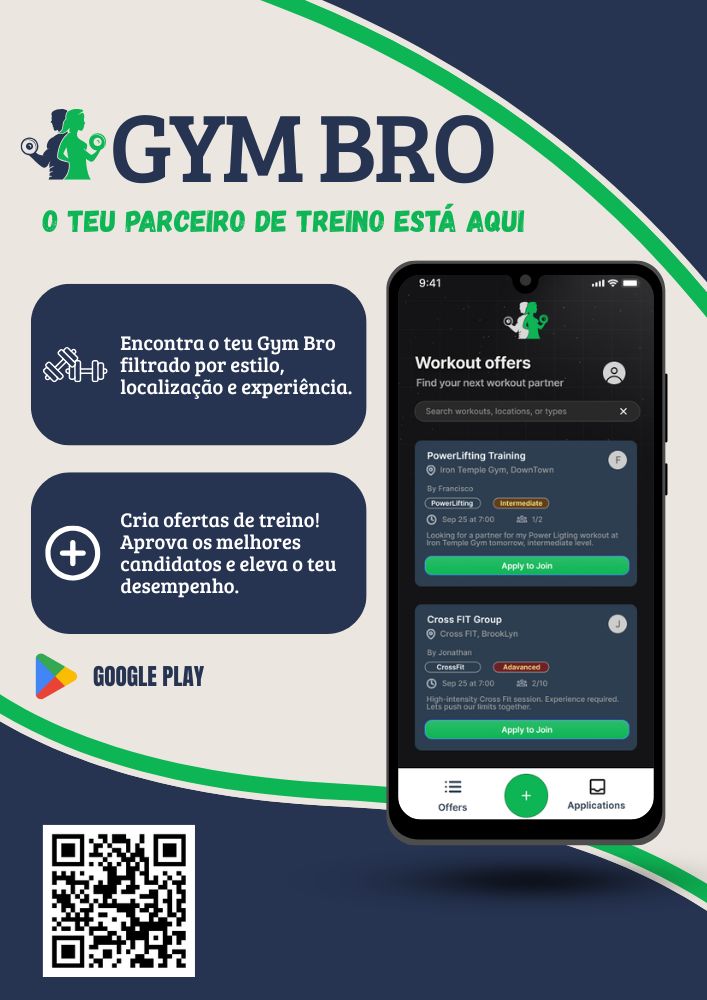 GYM BRO
O TEU PARCEIRO DE TREINO ESTÁ AQUI
Encontra o teu Gym Bro
filtrado por estilo,
localização e experiência.
Cria ofertas de treino!
Aprova os melhores
candidatos e eleva o teu
desempenho.
GOOGLE PLAY
9:41
Workout offers
Find your next workout partner
Search workouts, locations, or types
PowerLifting Training
F
Iron Temple Gym, DownTown
By Francisco
PowerLifting Intermediate
Sep 25 at 7:00 1/2
Looking for a partner for my Power Ligting workout at
Iron Temple Gym tomorrow, intermediate level.
Apply to Join
Cross FIT Group
J
Cross FIT, BrookLyn
By Jonathan
CrossFit Adavanced
Sep 25 at 7:00 2/10
High-intensity Cross Fit session. Experience required.
Lets push our limits together.
Apply to Join
Offers
Applications